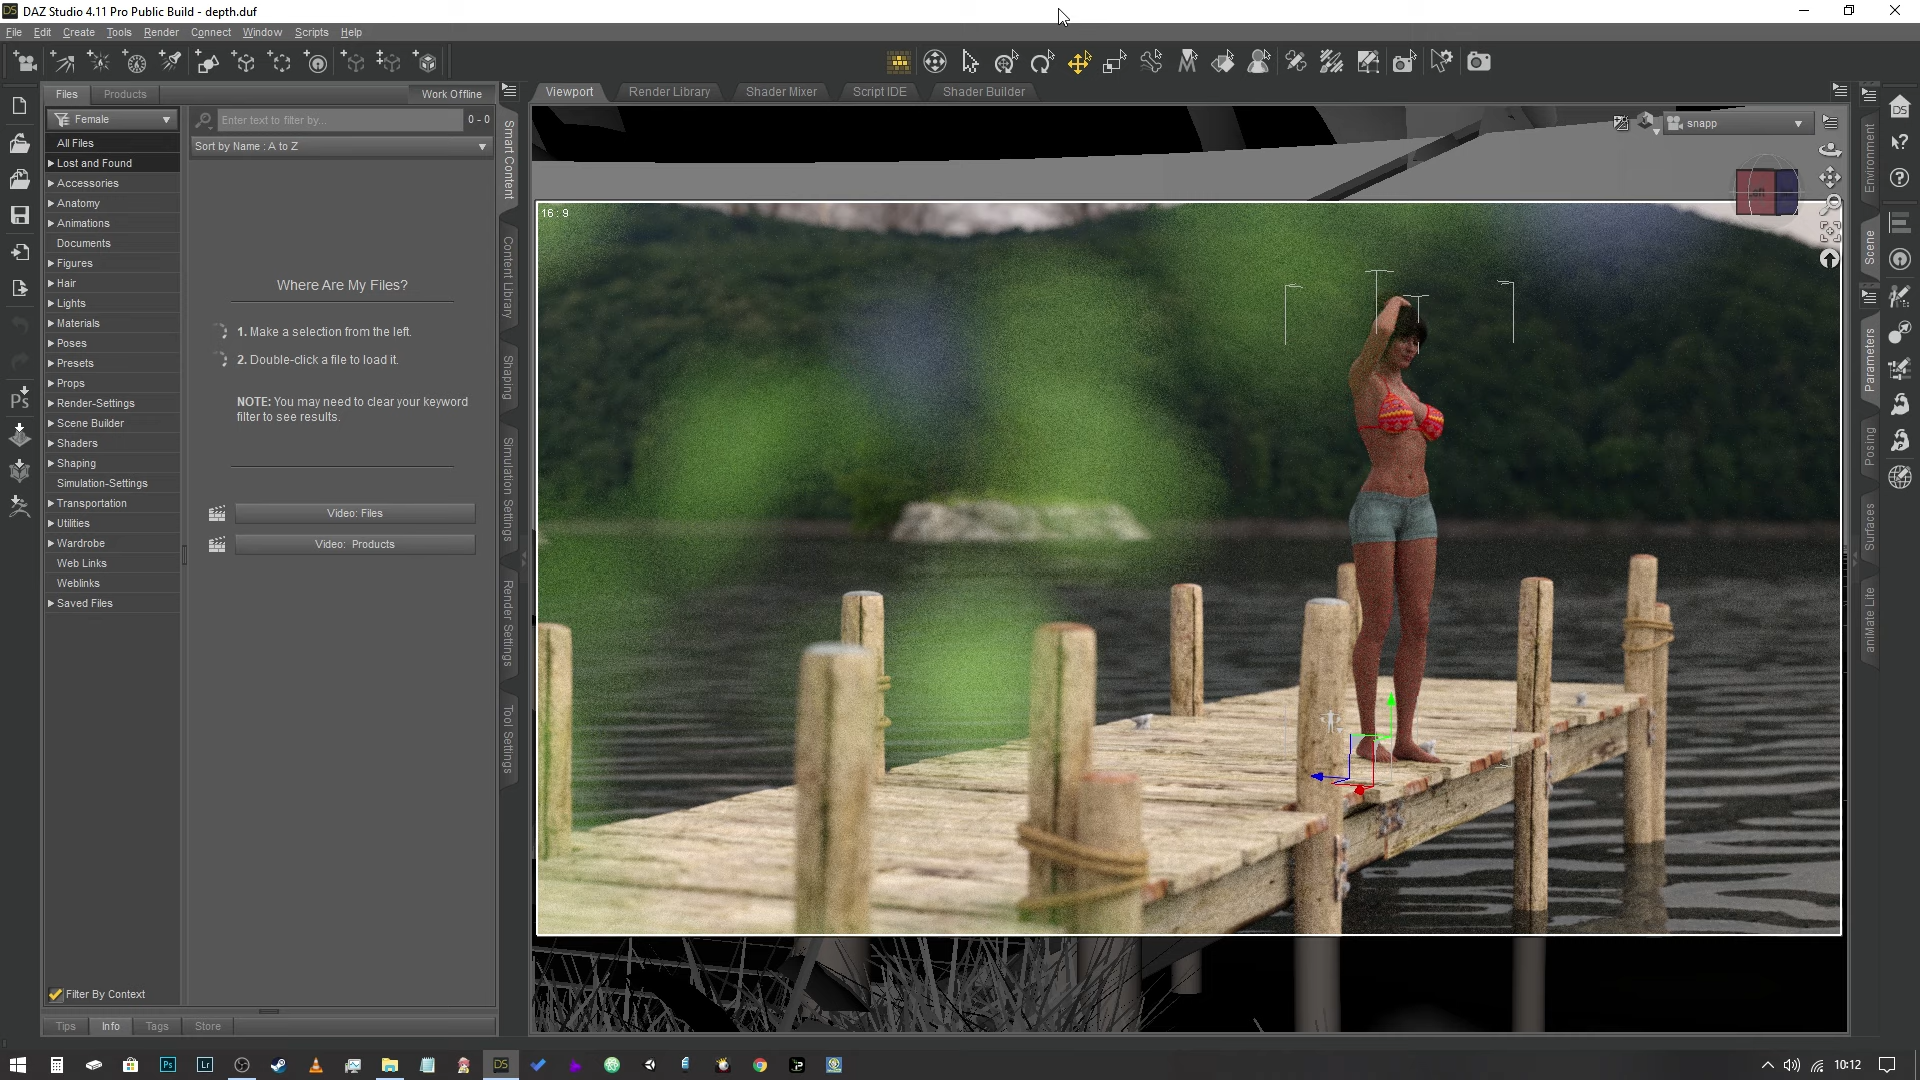 DAZ Studio 4.11 Pro Public Build - depth.duf
File Edit Create Tools Render Connect Window Scripts Help
Files Products Work Offline
Female
Enter text to filter by... 0 - 0
All Files
Sort by Name : A to Z
Lost and Found
Accessories
Anatomy
Animations
Documents
Figures
Hair
Lights
Materials
Poses
Presets
Props
Render-Settings
Scene Builder
Shaders
Shaping
Simulation-Settings
Transportation
Utilities
Wardrobe
Web Links
Weblinks
Saved Files
Where Are My Files?
1. Make a selection from the left.
2. Double-click a file to load it.
NOTE: You may need to clear your keyword
filter to see results.
Video: Files
Video: Products
Filter By Context
Tips Info Tags Store
Smart Content
Content Library
Shaping
Simulation Settings
Render Settings
Tool Settings
Viewport Render Library Shader Mixer Script IDE Shader Builder
snapp
16 : 9
Environment
Scene
Parameters
Posing
Surfaces
aniMate Lite
DS
Ps
Ps
Lr
DS
10:12